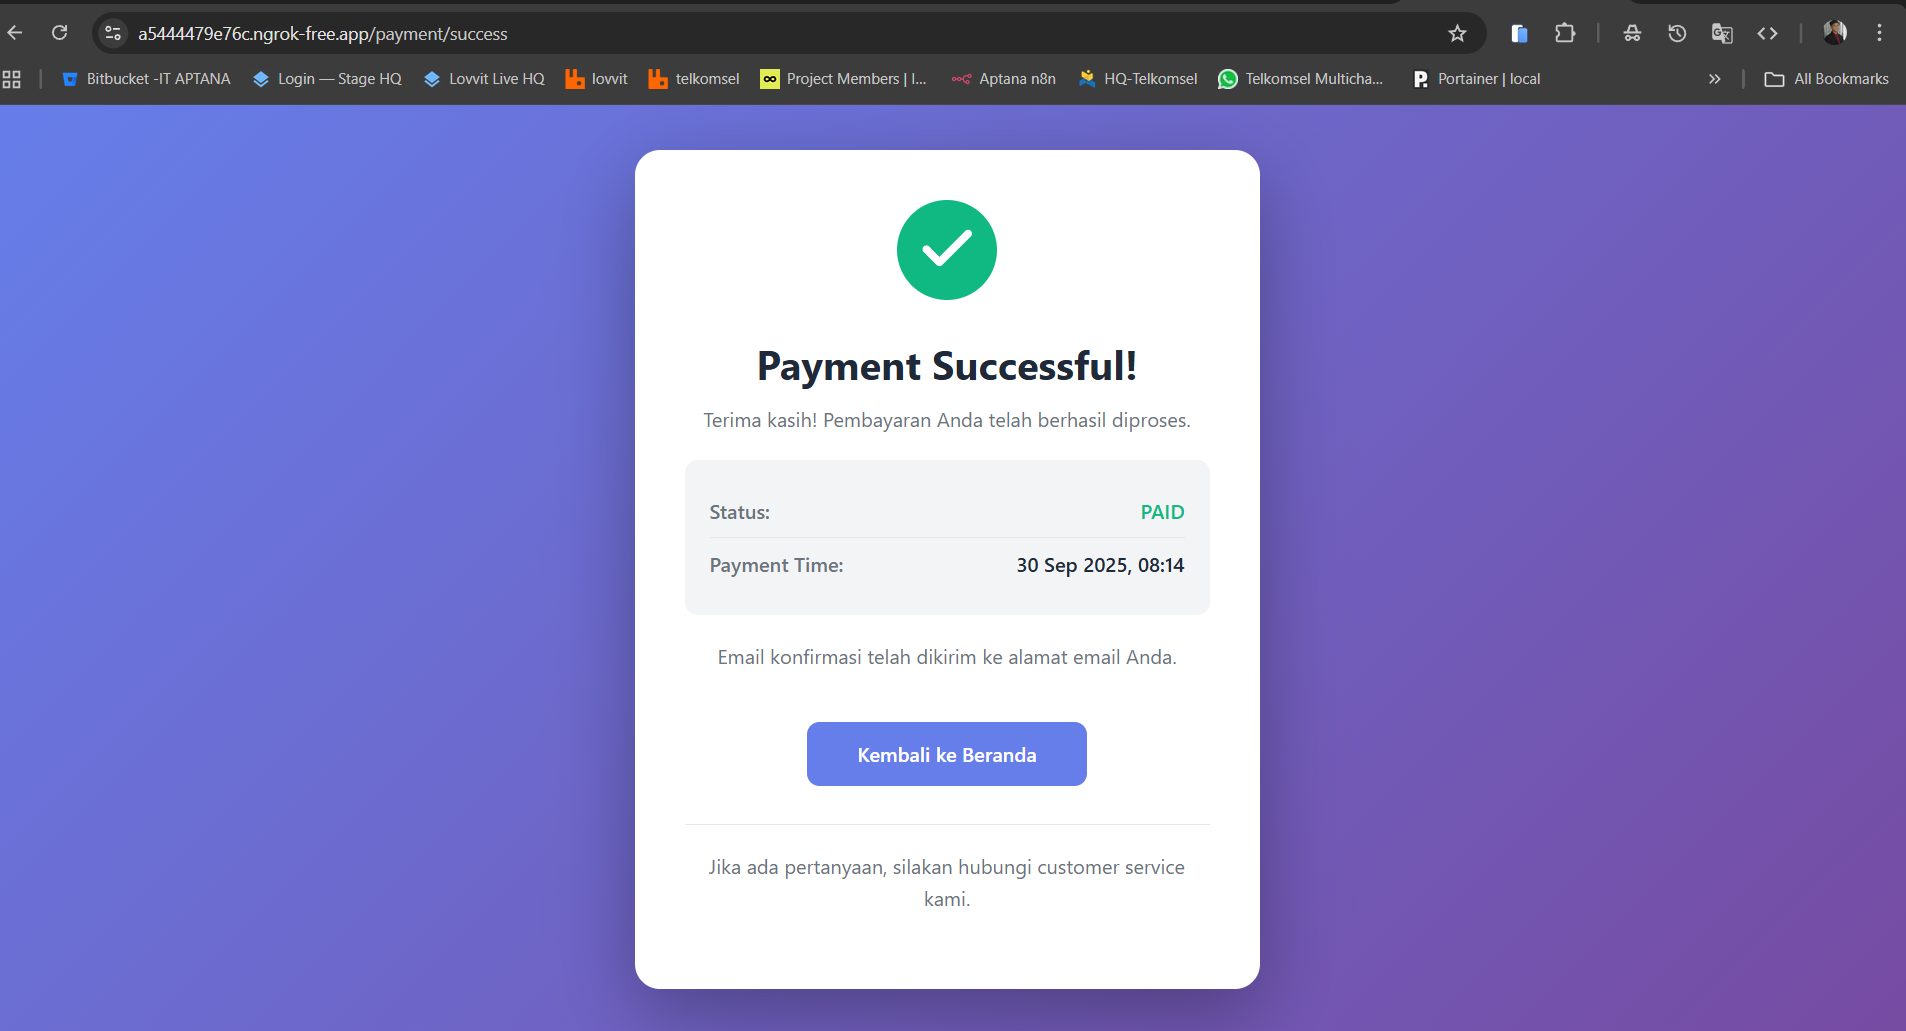 a5444479e76c.ngrok-free.app/payment/success
Bitbucket -IT APTANA
Login — Stage HQ
Lovvit Live HQ
lovvit
telkomsel
Project Members | I...
Aptana n8n
HQ-Telkomsel
Telkomsel Multicha...
Portainer | local
All Bookmarks
Payment Successful!
Terima kasih! Pembayaran Anda telah berhasil diproses.
Status: PAID
Payment Time: 30 Sep 2025, 08:14
Email konfirmasi telah dikirim ke alamat email Anda.
Kembali ke Beranda
Jika ada pertanyaan, silakan hubungi customer service
kami.